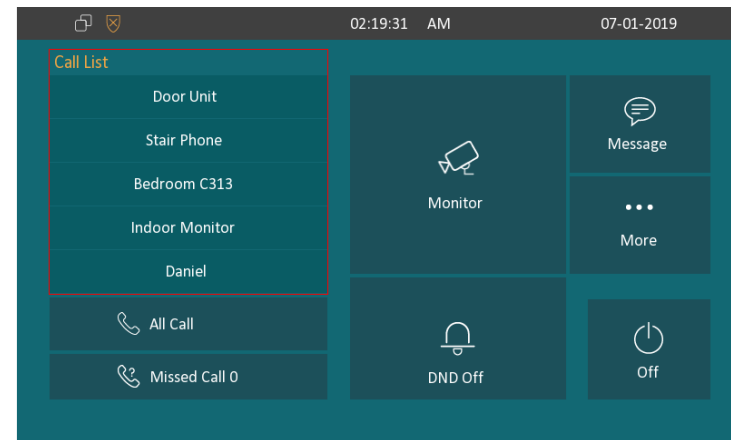 02:19:31 AM 07-01-2019
Call List
Door Unit
Stair Phone
Bedroom C313
Indoor Monitor
Daniel
All Call
Missed Call 0
Monitor
DND Off
Message
More
Off